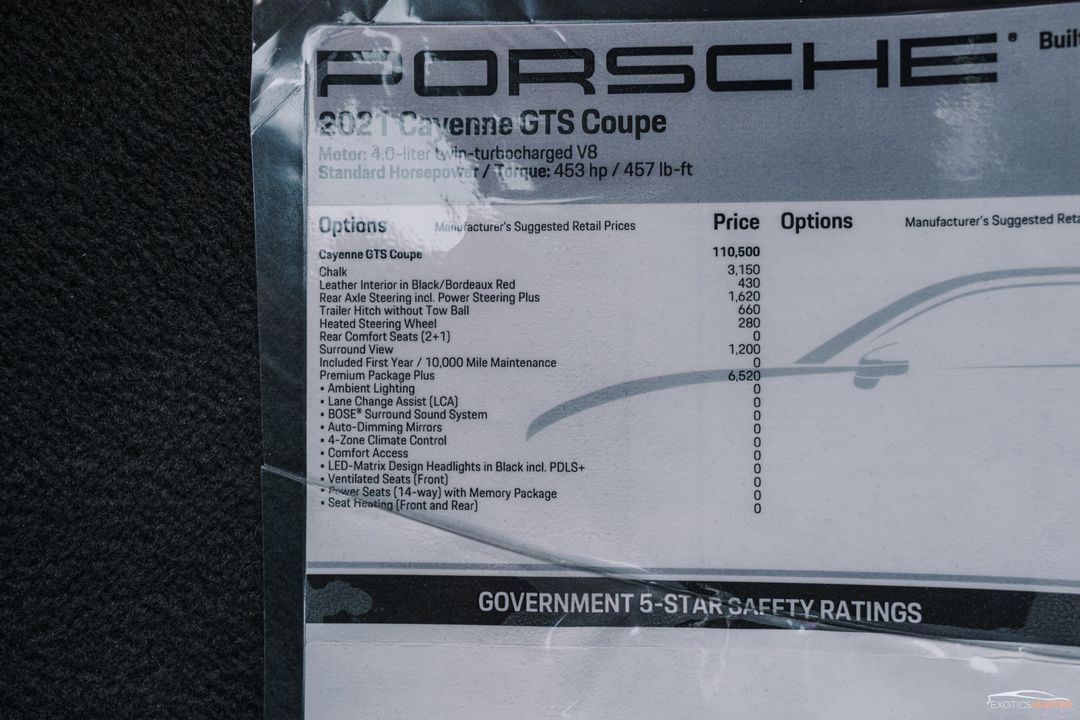 PORSCHE® Built
2021 Cayenne GTS Coupe
Motor: 4.0-liter twin-turbocharged V8
Standard Horsepower / Torque: 453 hp / 457 lb-ft
Options Manufacturer's Suggested Retail Prices Price Options Manufacturer's Suggested Reta
Cayenne GTS Coupe 110,500
Chalk 3,150
Leather Interior in Black/Bordeaux Red 430
Rear Axle Steering incl. Power Steering Plus 1,620
Trailer Hitch without Tow Ball 660
Heated Steering Wheel 280
Rear Comfort Seats (2+1) 0
Surround View 1,200
Included First Year / 10,000 Mile Maintenance 0
Premium Package Plus 6,520
• Ambient Lighting 0
• Lane Change Assist (LCA) 0
• BOSE® Surround Sound System 0
• Auto-Dimming Mirrors 0
• 4-Zone Climate Control 0
• Comfort Access 0
• LED-Matrix Design Headlights in Black incl. PDLS+ 0
• Ventilated Seats (Front) 0
• Power Seats (14-way) with Memory Package 0
• Seat Heating (Front and Rear) 0
GOVERNMENT 5-STAR SAFETY RATINGS
EXOTICSHUNTER